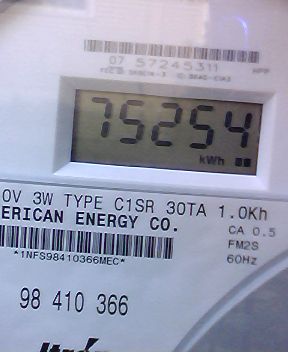 07 57245311
75254
kWh
0V 3W TYPE C1SR 30TA 1.0Kh
ERICAN ENERGY CO.
CA 0.5
FM2S
60Hz
*1NFS98410366MEC*
98 410 366
Itron